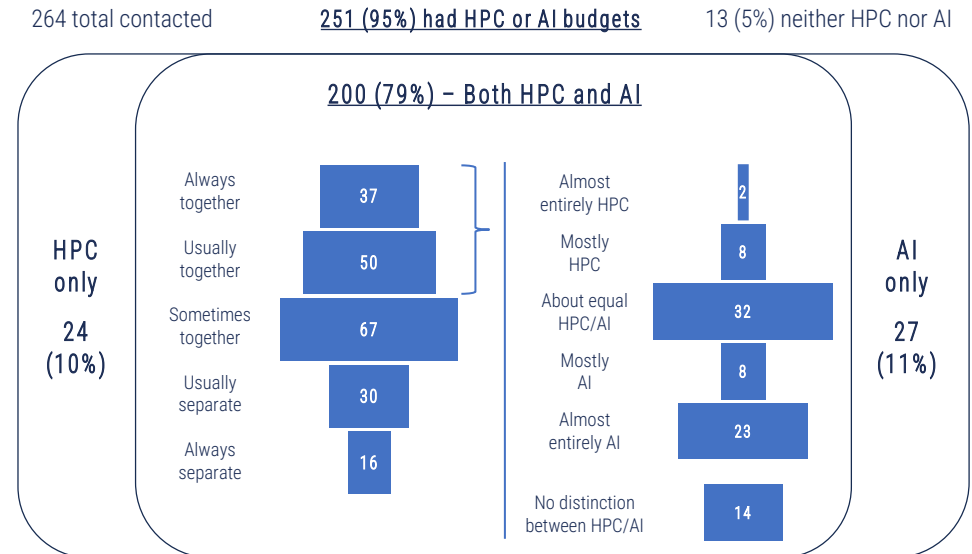 264 total contacted
251 (95%) had HPC or AI budgets
13 (5%) neither HPC nor AI
200 (79%) – Both HPC and AI
HPC
only
24
(10%)
Always
together
37
Usually
together
50
Sometimes
together
67
Usually
separate
30
Always
separate
16
Almost
entirely HPC
2
Mostly
HPC
8
About equal
HPC/AI
32
Mostly
AI
8
Almost
entirely AI
23
No distinction
between HPC/AI
14
AI
only
27
(11%)